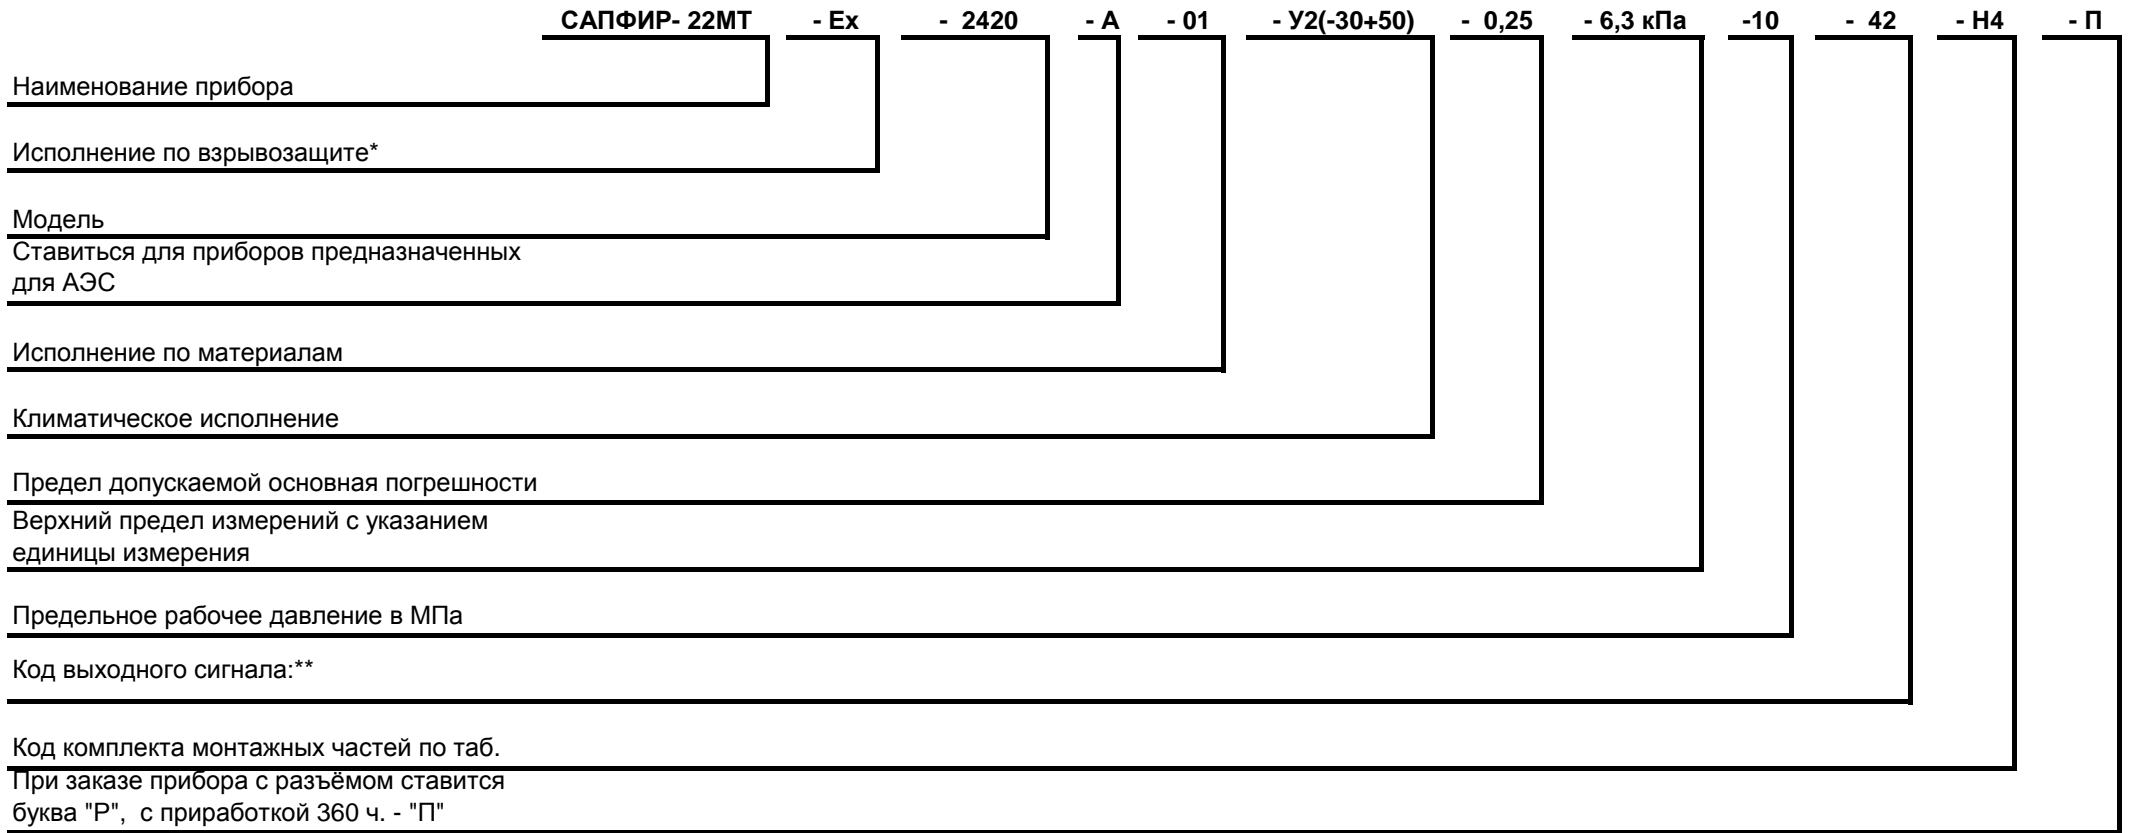 САПФИР- 22МТ - Ex - 2420 - А - 01 - У2(-30+50) - 0,25 - 6,3 кПа -10 - 42 - Н4 - П
Наименование прибора
Исполнение по взрывозащите*
Модель
Ставиться для приборов предназначенных
для АЭС
Исполнение по материалам
Климатическое исполнение
Предел допускаемой основная погрешности
Верхний предел измерений с указанием
единицы измерения
Предельное рабочее давление в МПа
Код выходного сигнала:**
Код комплекта монтажных частей по таб.
При заказе прибора с разъёмом ставится
буква "Р", с приработкой 360 ч. - "П"